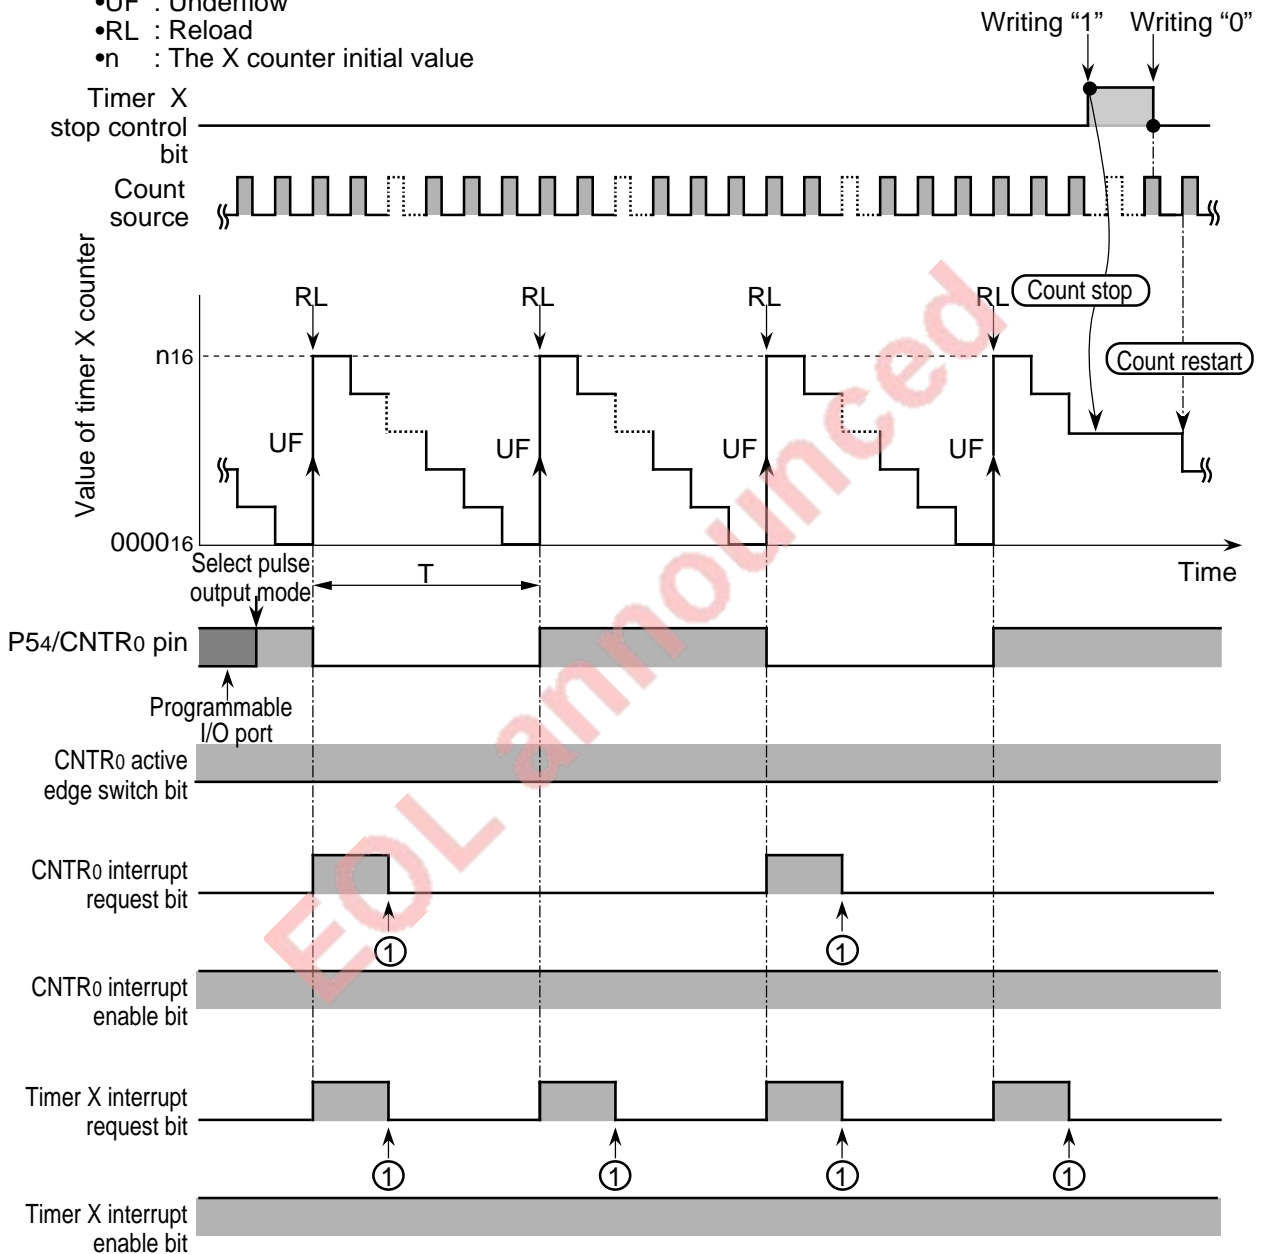 •UF : Underflow
•RL : Reload
•n : The X counter initial value
Writing “1” Writing “0”
Timer X
stop control
bit
Count
source
Value of timer X counter
RL
RL
RL
RL
Count stop
n16
Count restart
UF
UF
UF
UF
000016
Time
Select pulse
output mode
T
P54/CNTR0 pin
Programmable
I/O port
CNTR0 active
edge switch bit
CNTR0 interrupt
request bit
1
1
CNTR0 interrupt
enable bit
Timer X interrupt
request bit
1
1
1
1
Timer X interrupt
enable bit
EOL announced